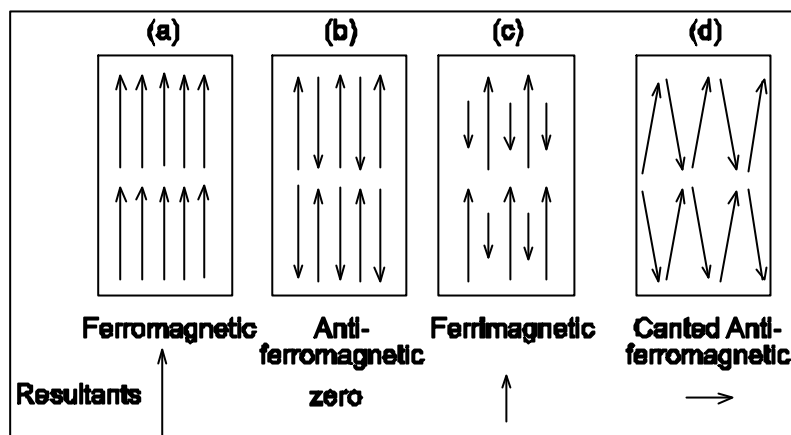 (a) (b) (c) (d)
Ferromagnetic Anti- Ferrimagnetic Canted Anti-
ferromagnetic ferromagnetic
Resultants zero